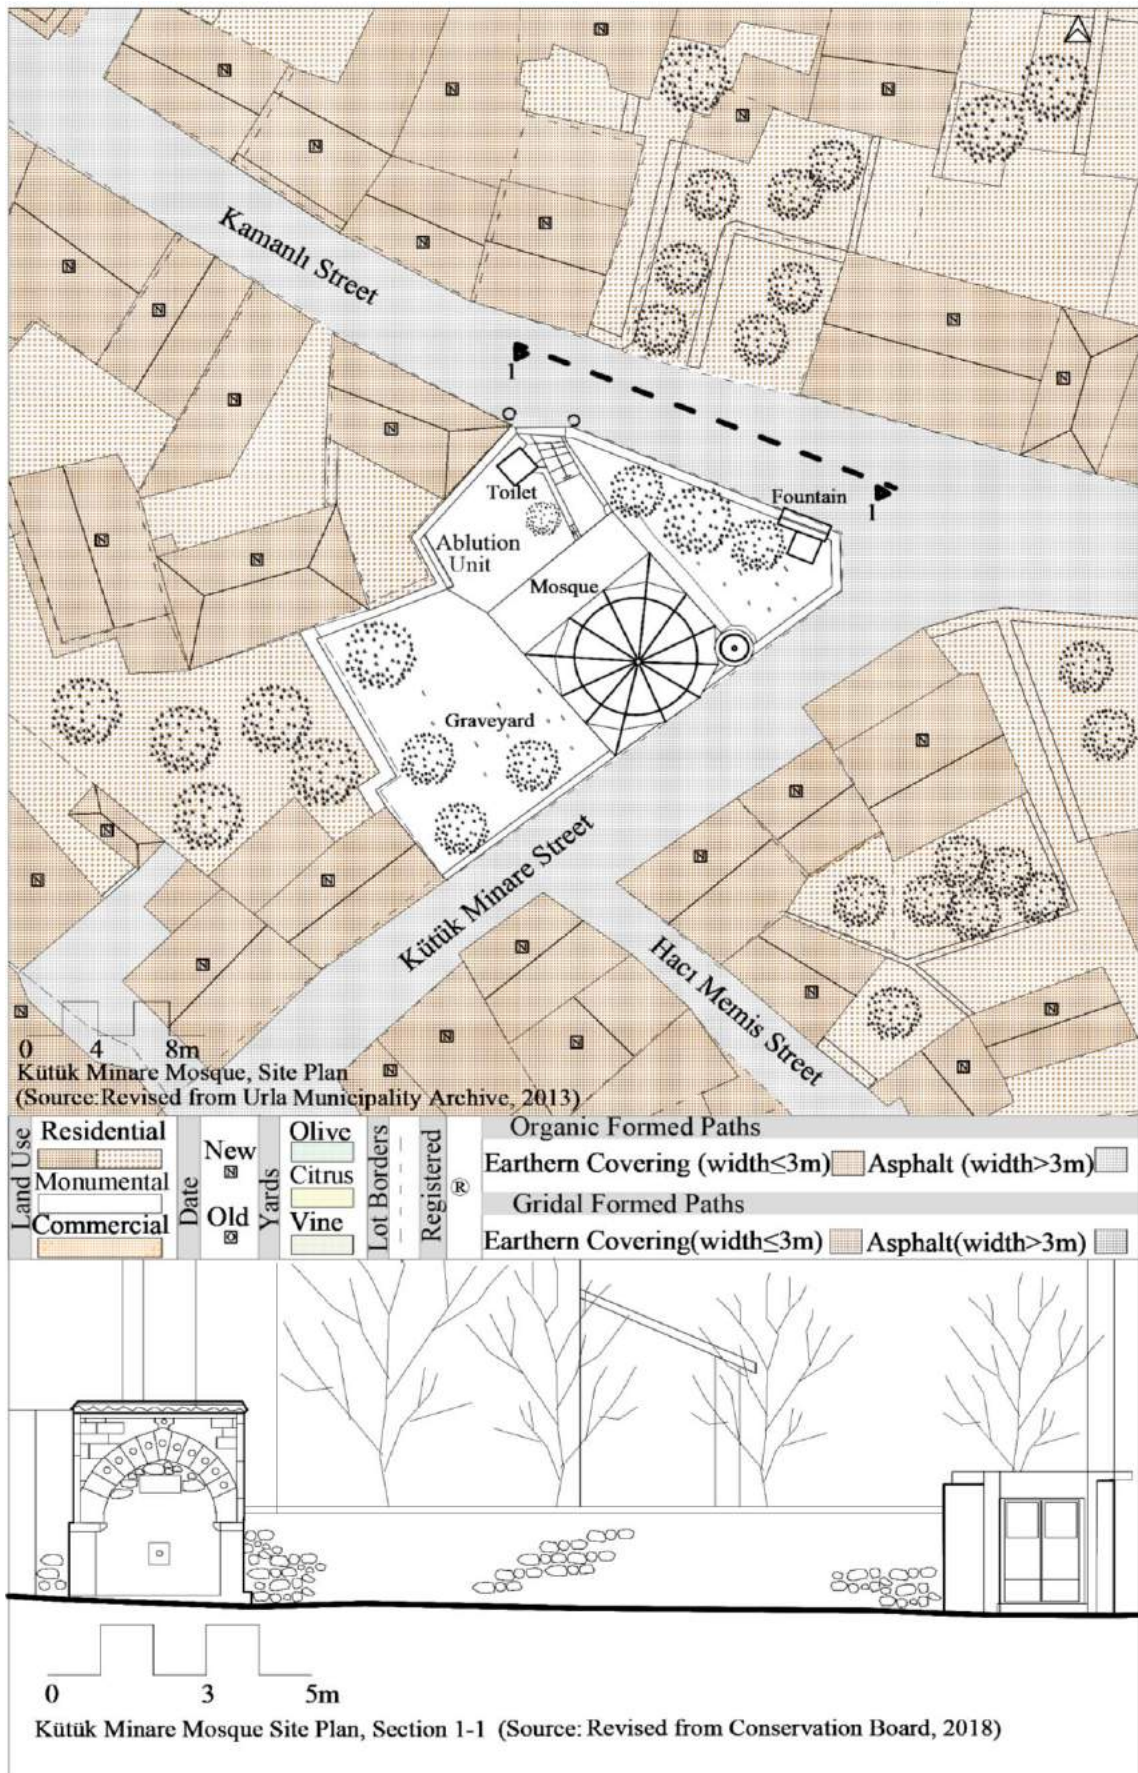 Kamanlı Street
1
1
Fountain
Toilet
Ablution
Unit
Mosque
Graveyard
Kütük Minare Street
Hacı Memis Street
0 4 8m
Kütük Minare Mosque, Site Plan
(Source:Revised from Urla Municipality Archive, 2013)
Land Use
Residential
Monumental
Commercial
Date
New
N
Old
O
Yards
Olive
Citrus
Vine
Lot Borders
Registered
®
Organic Formed Paths
Earthern Covering (width≤3m) Asphalt (width>3m)
Gridal Formed Paths
Earthern Covering(width≤3m) Asphalt(width>3m)
0 3 5m
Kütük Minare Mosque Site Plan, Section 1-1 (Source: Revised from Conservation Board, 2018)